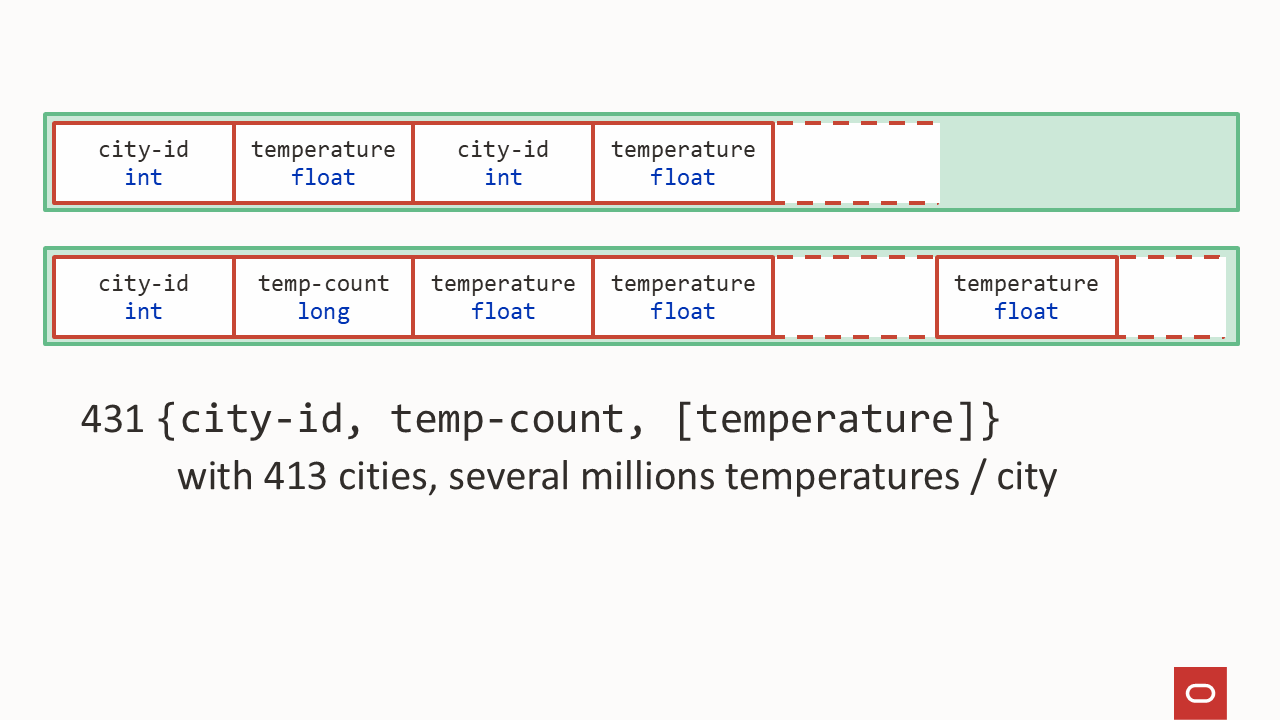 city-id temperature city-id temperature
int float int float
city-id temp-count temperature temperature temperature
int long float float float
431 {city-id, temp-count, [temperature]}
with 413 cities, several millions temperatures / city